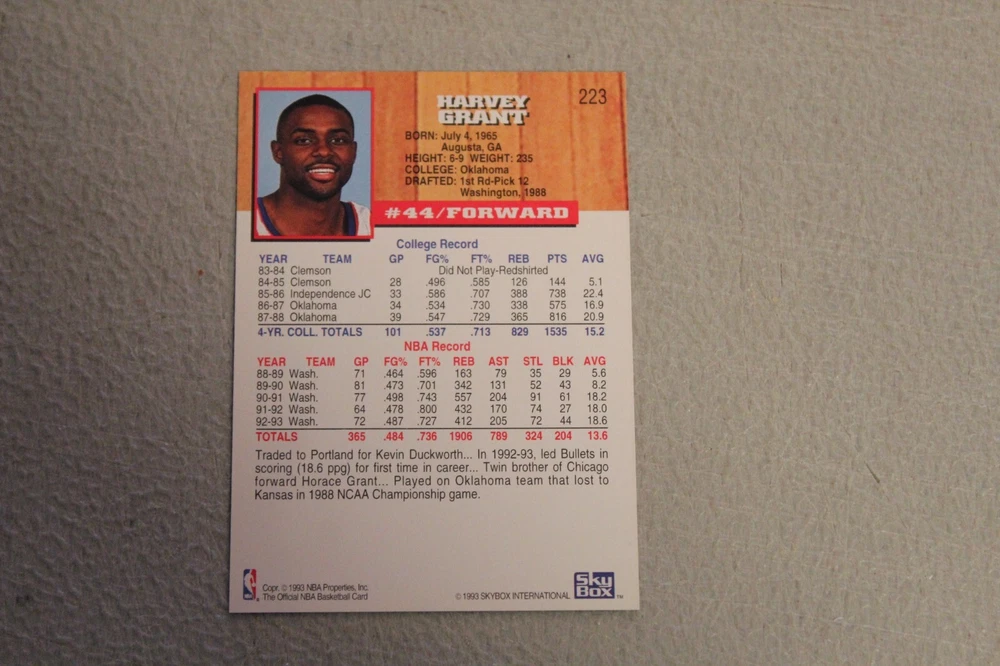 223
HARVEY
GRANT
BORN: July 4, 1965
Augusta, GA
HEIGHT: 6-9 WEIGHT: 235
COLLEGE: Oklahoma
DRAFTED: 1st Rd-Pick 12
Washington, 1988
#44/FORWARD
College Record
YEAR TEAM GP FG% FT% REB PTS AVG
83-84 Clemson Did Not Play-Redshirted
84-85 Clemson 28 .496 .585 126 144 5.1
85-86 Independence JC 33 .586 .707 388 738 22.4
86-87 Oklahoma 34 .534 .730 338 575 16.9
87-88 Oklahoma 39 .547 .729 365 816 20.9
4-YR. COLL. TOTALS 101 .537 .713 829 1535 15.2
NBA Record
YEAR TEAM GP FG% FT% REB AST STL BLK AVG
88-89 Wash. 71 .464 .596 163 79 35 29 5.6
89-90 Wash. 81 .473 .701 342 131 52 43 8.2
90-91 Wash. 77 .498 .743 557 204 91 61 18.2
91-92 Wash. 64 .478 .800 432 170 74 27 18.0
92-93 Wash. 72 .487 .727 412 205 72 44 18.6
TOTALS 365 .484 .736 1906 789 324 204 13.6
Traded to Portland for Kevin Duckworth... In 1992-93, led Bullets in
scoring (18.6 ppg) for first time in career... Twin brother of Chicago
forward Horace Grant... Played on Oklahoma team that lost to
Kansas in 1988 NCAA Championship game.
Copr. © 1993 NBA Properties, Inc.
The Official NBA Basketball Card
© 1993 SKYBOX INTERNATIONAL
SkyBox™